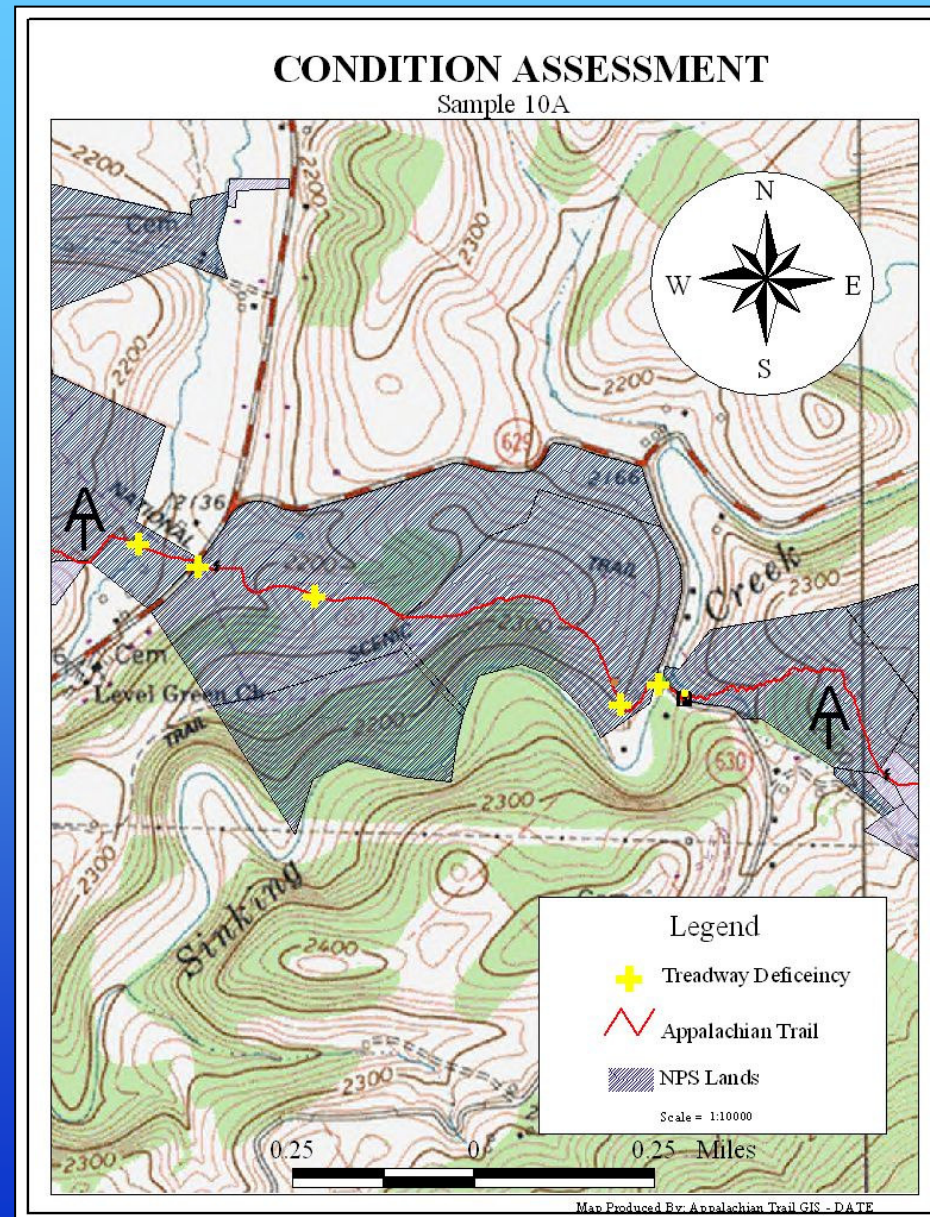 CONDITION ASSESSMENT
Sample 10A
2200
2200
Cem
2300
N
W E
S
2200
2200
629
2166
NATIONAL
2136
2200
TRAIL
Creek
2300
2300
SCENIC
Cem
Level Green Ch
TRAIL
2200
630
2300
2300
Sinking
2400
2300
2300
Legend
Treadway Deficeincy
Appalachian Trail
NPS Lands
Scale = 1:10000
0.25 0 0.25 Miles
Map Produced By: Appalachian Trail GIS - DATE